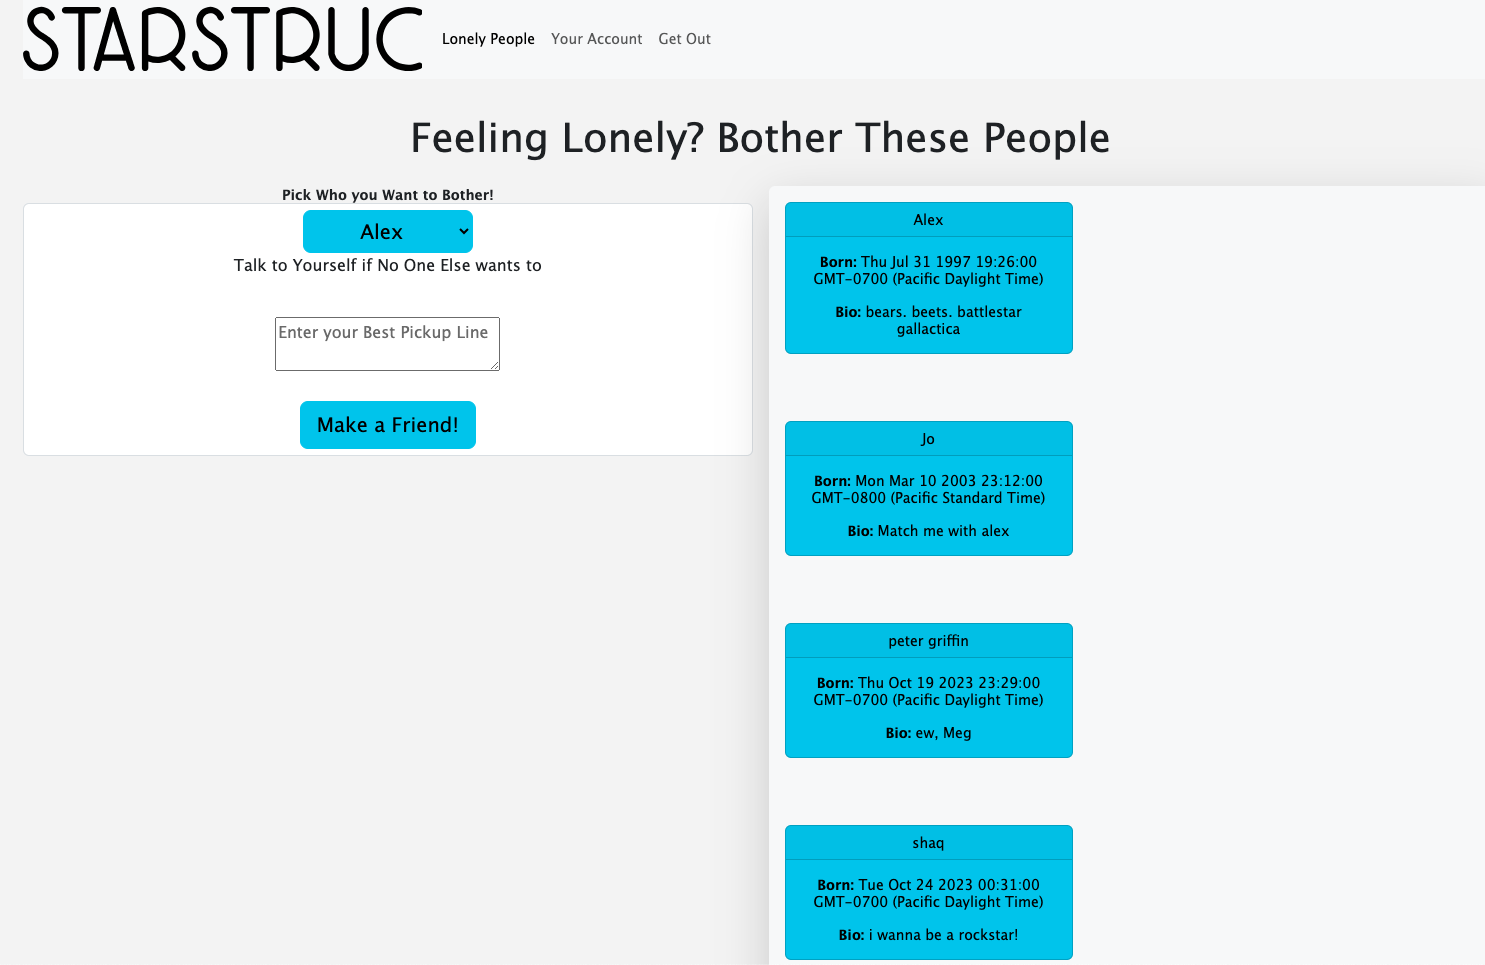 STARSTRUC
Lonely People Your Account Get Out
Feeling Lonely? Bother These People
Pick Who you Want to Bother!
Alex
Talk to Yourself if No One Else wants to
Enter your Best Pickup Line
Make a Friend!
Alex
Born: Thu Jul 31 1997 19:26:00
GMT-0700 (Pacific Daylight Time)
Bio: bears. beets. battlestar
gallactica
Jo
Born: Mon Mar 10 2003 23:12:00
GMT-0800 (Pacific Standard Time)
Bio: Match me with alex
peter griffin
Born: Thu Oct 19 2023 23:29:00
GMT-0700 (Pacific Daylight Time)
Bio: ew, Meg
shaq
Born: Tue Oct 24 2023 00:31:00
GMT-0700 (Pacific Daylight Time)
Bio: i wanna be a rockstar!